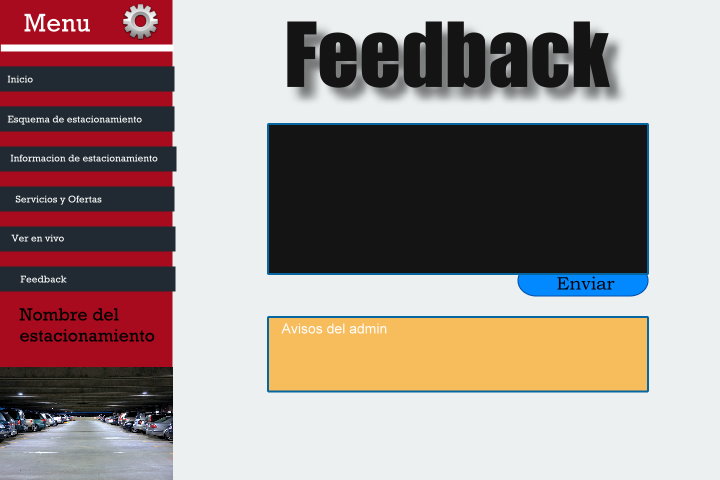 Menu
Inicio
Esquema de estacionamiento
Informacion de estacionamiento
Servicios y Ofertas
Ver en vivo
Feedback
Nombre del
estacionamiento
Feedback
Enviar
Avisos del admin